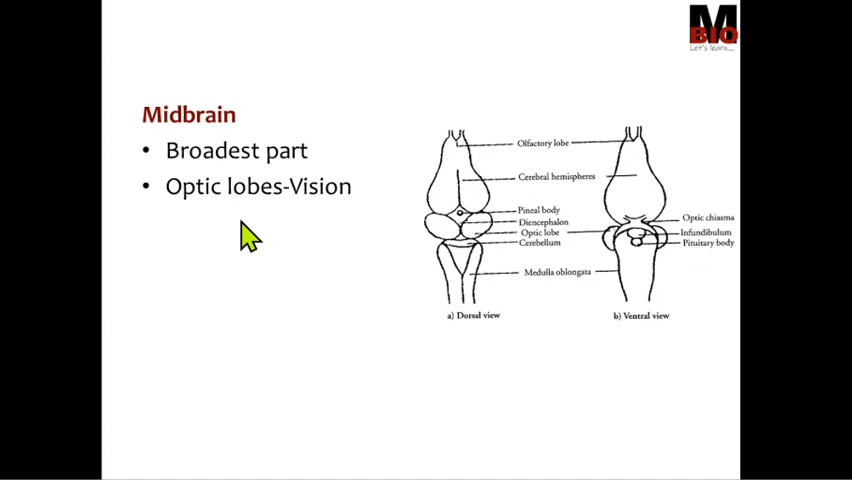 M
BIQ
Let's learn....
Midbrain
• Broadest part
• Optic lobes-Vision
Olfactory lobe
Cerebral hemispheres
Pineal body
Diencephalon
Optic lobe
Cerebellum
Medulla oblongata
Optic chiasma
Infundibulum
Pituitary body
a) Dorsal view
b) Ventral view